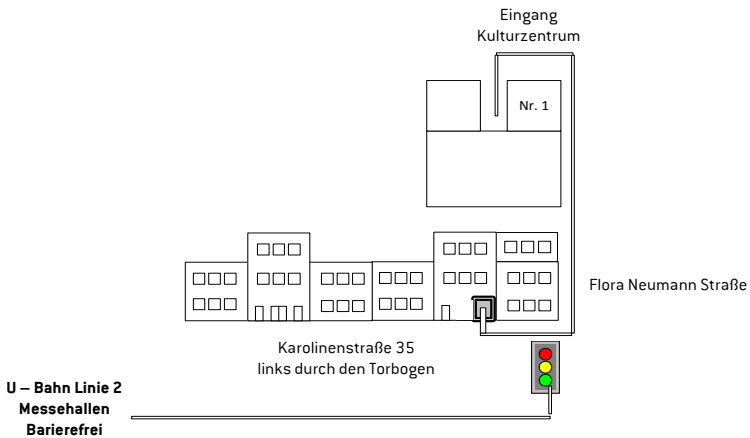 Eingang
Kulturzentrum
Nr. 1
Flora Neumann Straße
Karolinenstraße 35
links durch den Torbogen
U – Bahn Linie 2
Messehallen
Barierefrei